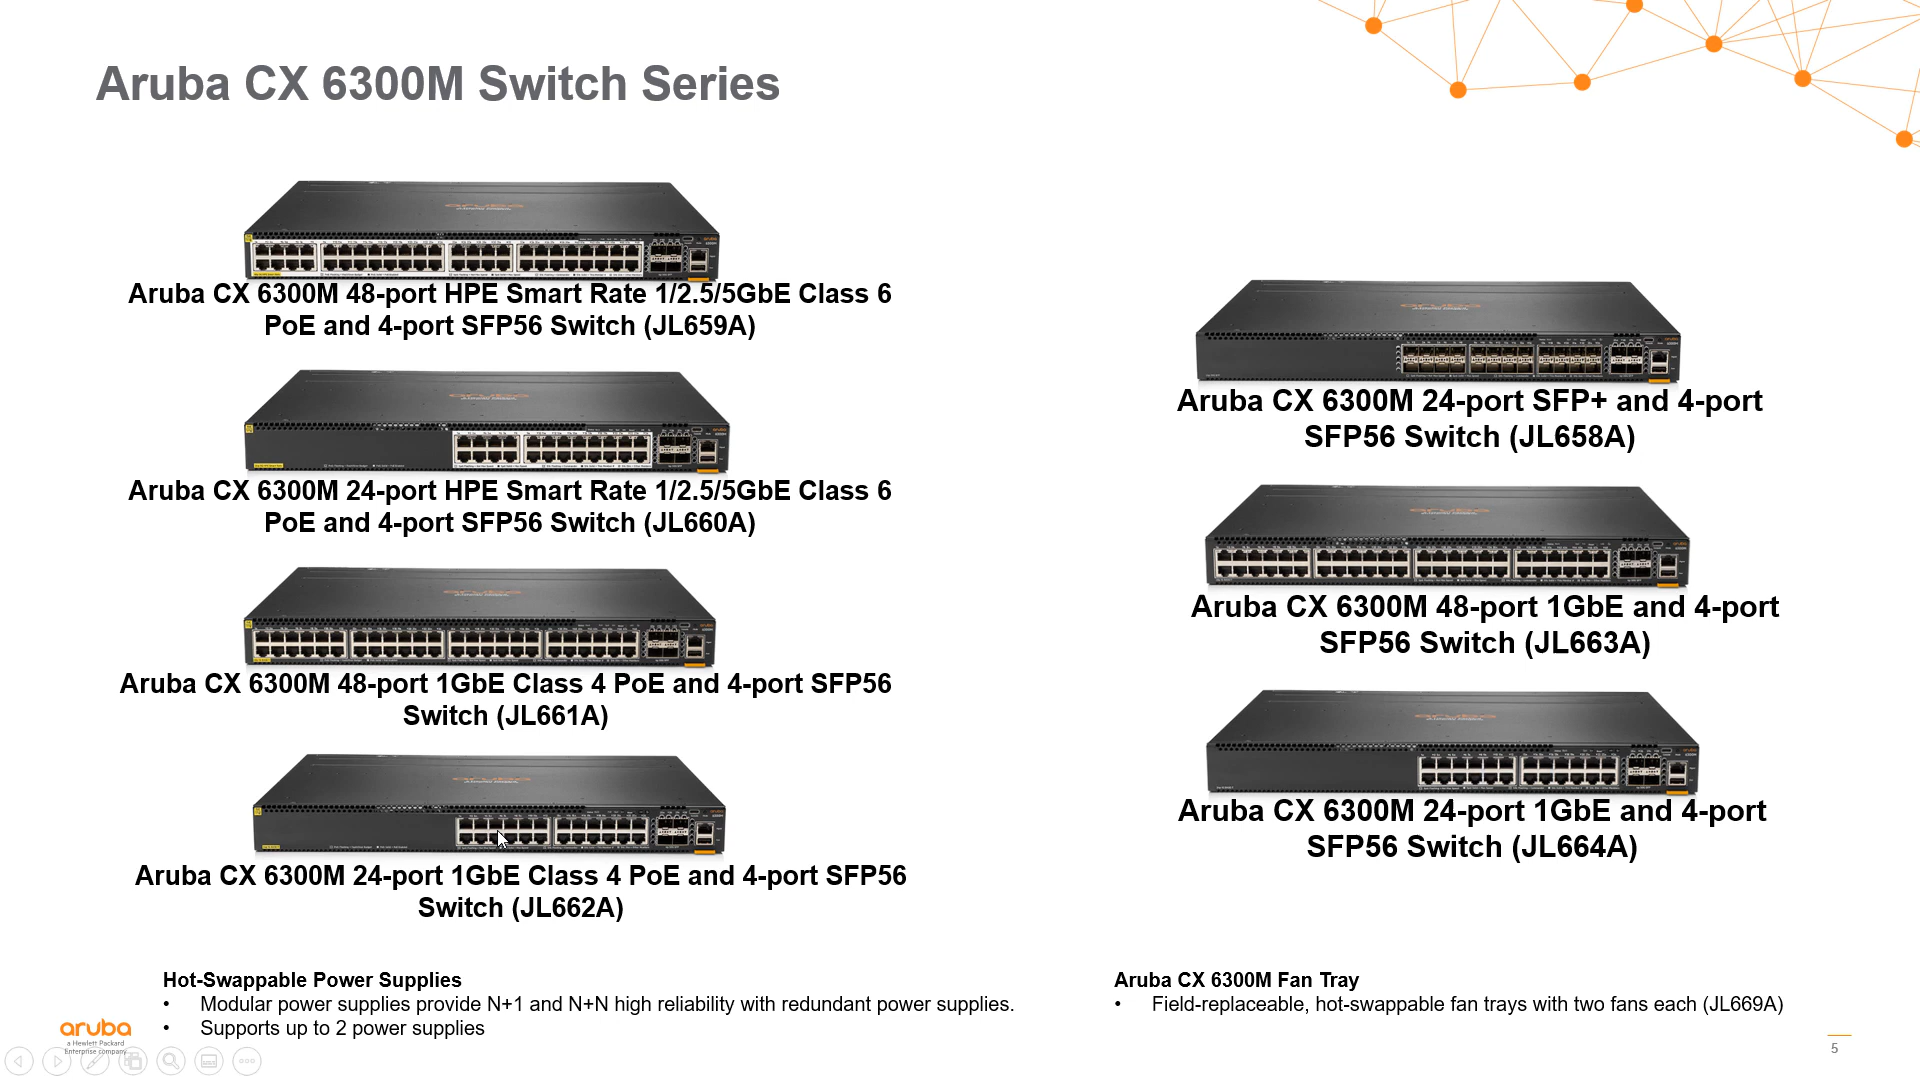 Aruba CX 6300M Switch Series
Aruba CX 6300M 48-port HPE Smart Rate 1/2.5/5GbE Class 6
PoE and 4-port SFP56 Switch (JL659A)
Aruba CX 6300M 24-port HPE Smart Rate 1/2.5/5GbE Class 6
PoE and 4-port SFP56 Switch (JL660A)
Aruba CX 6300M 48-port 1GbE Class 4 PoE and 4-port SFP56
Switch (JL661A)
Aruba CX 6300M 24-port 1GbE Class 4 PoE and 4-port SFP56
Switch (JL662A)
Aruba CX 6300M 24-port SFP+ and 4-port
SFP56 Switch (JL658A)
Aruba CX 6300M 48-port 1GbE and 4-port
SFP56 Switch (JL663A)
Aruba CX 6300M 24-port 1GbE and 4-port
SFP56 Switch (JL664A)
Hot-Swappable Power Supplies
• Modular power supplies provide N+1 and N+N high reliability with redundant power supplies.
• Supports up to 2 power supplies
Aruba CX 6300M Fan Tray
• Field-replaceable, hot-swappable fan trays with two fans each (JL669A)
aruba
a Hewlett Packard
Enterprise company
5